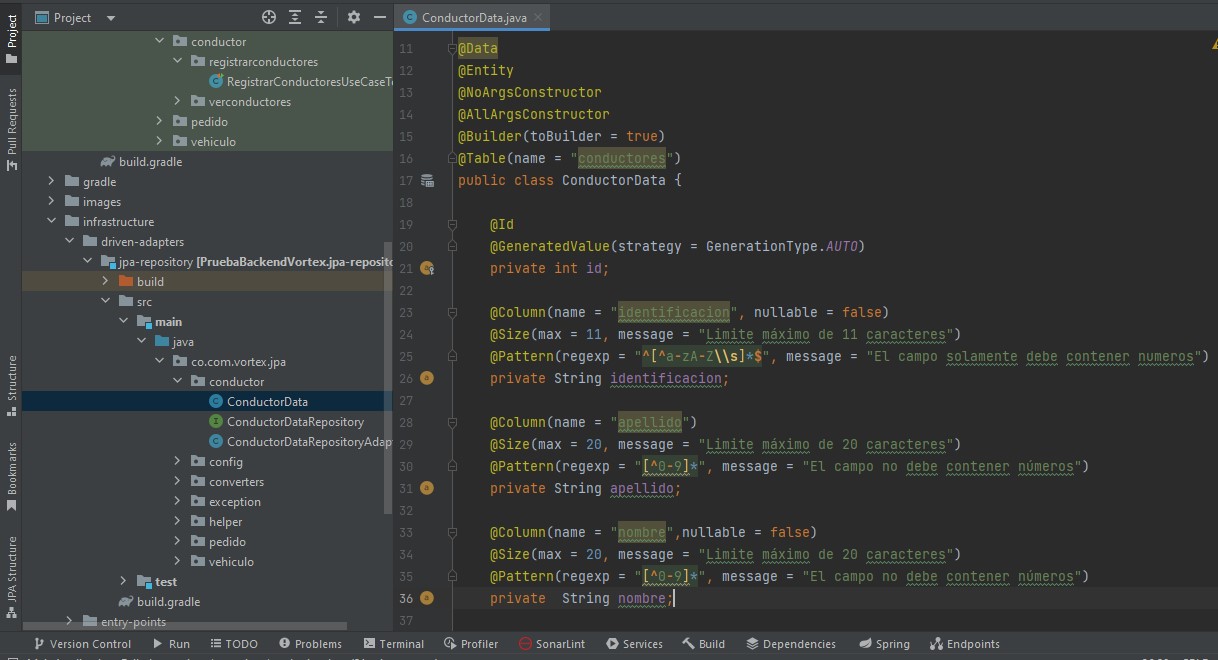 Project
ConductorData.java
Project
Pull Requests
Structure
Bookmarks
JPA Structure
conductor
registrarconductores
RegistrarConductoresUseCaseTe
verconductores
pedido
vehiculo
build.gradle
gradle
images
infrastructure
driven-adapters
jpa-repository [PruebaBackendVortex.jpa-reposito
build
src
main
java
co.com.vortex.jpa
conductor
ConductorData
ConductorDataRepository
ConductorDataRepositoryAdap
config
converters
exception
helper
pedido
vehiculo
test
build.gradle
entry-points
11 @Data
12 @Entity
13 @NoArgsConstructor
14 @AllArgsConstructor
15 @Builder(toBuilder = true)
16 @Table(name = "conductores")
17 public class ConductorData {
18
19 @Id
20 @GeneratedValue(strategy = GenerationType.AUTO)
21 private int id;
22
23 @Column(name = "identificacion", nullable = false)
24 @Size(max = 11, message = "Limite máximo de 11 caracteres")
25 @Pattern(regexp = "^[^a-zA-Z\\s]*$", message = "El campo solamente debe contener numeros")
26 private String identificacion;
27
28 @Column(name = "apellido")
29 @Size(max = 20, message = "Limite máximo de 20 caracteres")
30 @Pattern(regexp = "[^0-9]*", message = "El campo no debe contener números")
31 private String apellido;
32
33 @Column(name = "nombre",nullable = false)
34 @Size(max = 20, message = "Limite máximo de 20 caracteres")
35 @Pattern(regexp = "[^0-9]*", message = "El campo no debe contener números")
36 private  String nombre;
37
Version Control Run TODO Problems Terminal Profiler SonarLint Services Build Dependencies Spring Endpoints